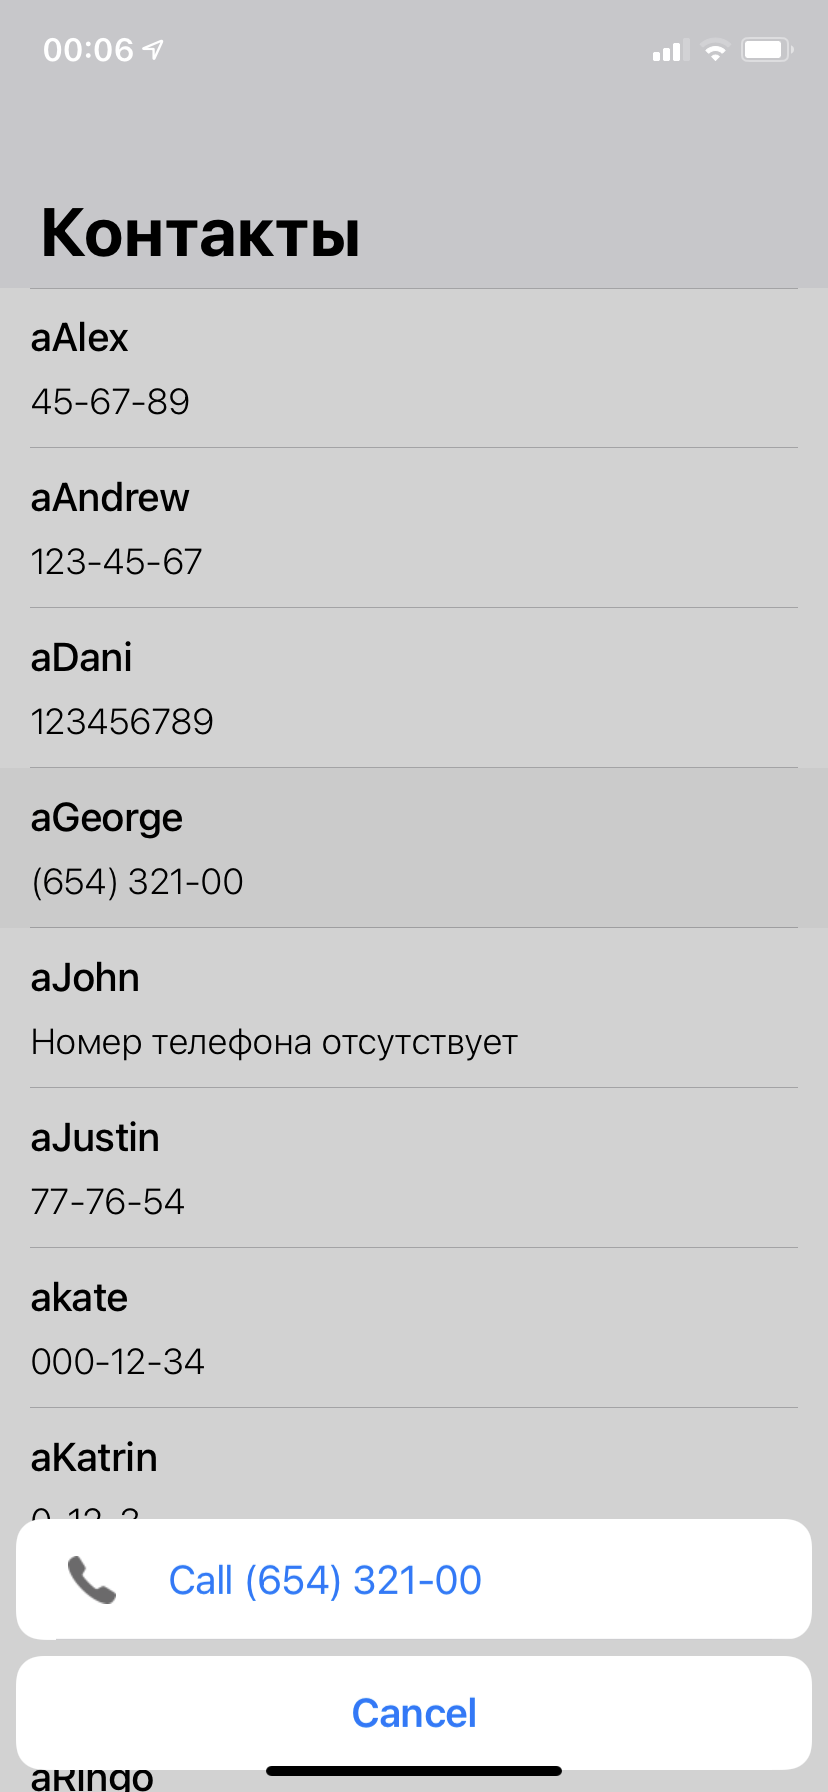 00:06
Контакты
aAlex
45-67-89
aAndrew
123-45-67
aDani
123456789
aGeorge
(654) 321-00
aJohn
Номер телефона отсутствует
aJustin
77-76-54
akate
000-12-34
aKatrin
Call (654) 321-00
Cancel
aRingo